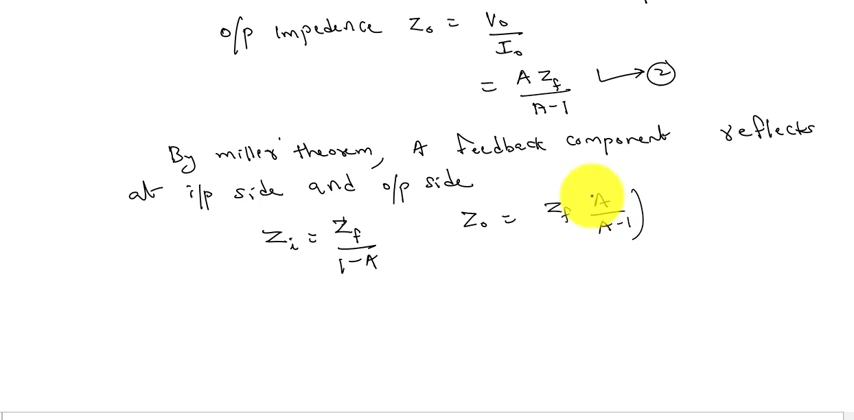 o/p impedence Z₀ = V₀/I₀
= A Z_f/A-1 ↳→ ②
By miller' theorem, A feedback component reflects
at i/p side and o/p side
Z_i = Z_f/1-A Z₀ = Z_f A/A-1)